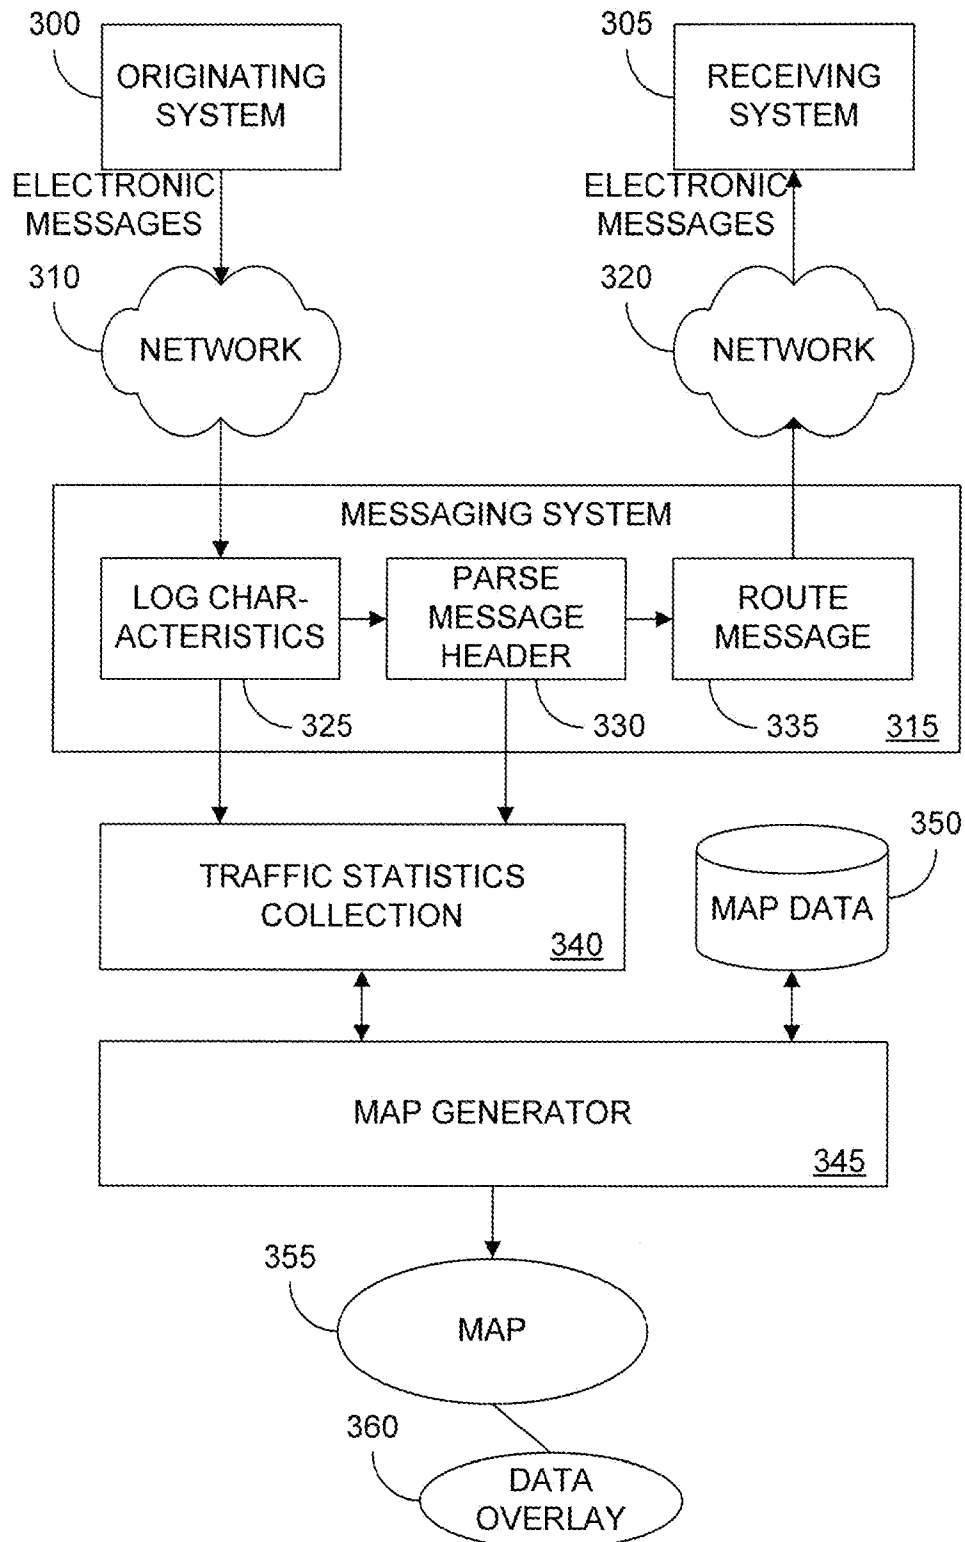 300
ORIGINATING
SYSTEM
305
RECEIVING
SYSTEM
ELECTRONIC
MESSAGES
ELECTRONIC
MESSAGES
310
NETWORK
320
NETWORK
MESSAGING SYSTEM
LOG CHAR-
ACTERISTICS
PARSE
MESSAGE
HEADER
ROUTE
MESSAGE
325
330
335
315
TRAFFIC STATISTICS
COLLECTION
340
350
MAP DATA
MAP GENERATOR
345
355
MAP
360
DATA
OVERLAY